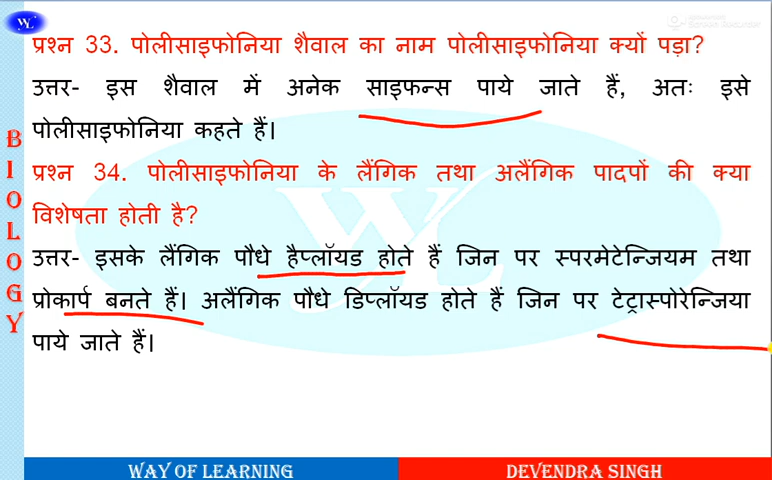 WL
प्रश्न 33. पोलीसाइफोनिया शैवाल का नाम पोलीसाइफोनिया क्यों पड़ा?
उत्तर- इस शैवाल में अनेक साइफन्स पाये जाते हैं, अतः इसे
पोलीसाइफोनिया कहते हैं।
प्रश्न 34. पोलीसाइफोनिया के लैंगिक तथा अलैंगिक पादपों की क्या
विशेषता होती है?
उत्तर- इसके लैंगिक पौधे हैप्लॉयड होते हैं जिन पर स्परमेटेन्जियम तथा
प्रोकार्प बनते हैं। अलैंगिक पौधे डिप्लॉयड होते हैं जिन पर टेट्रास्पोरेन्जिया
पाये जाते हैं।
BIOLOGY
WAY OF LEARNING
DEVENDRA SINGH